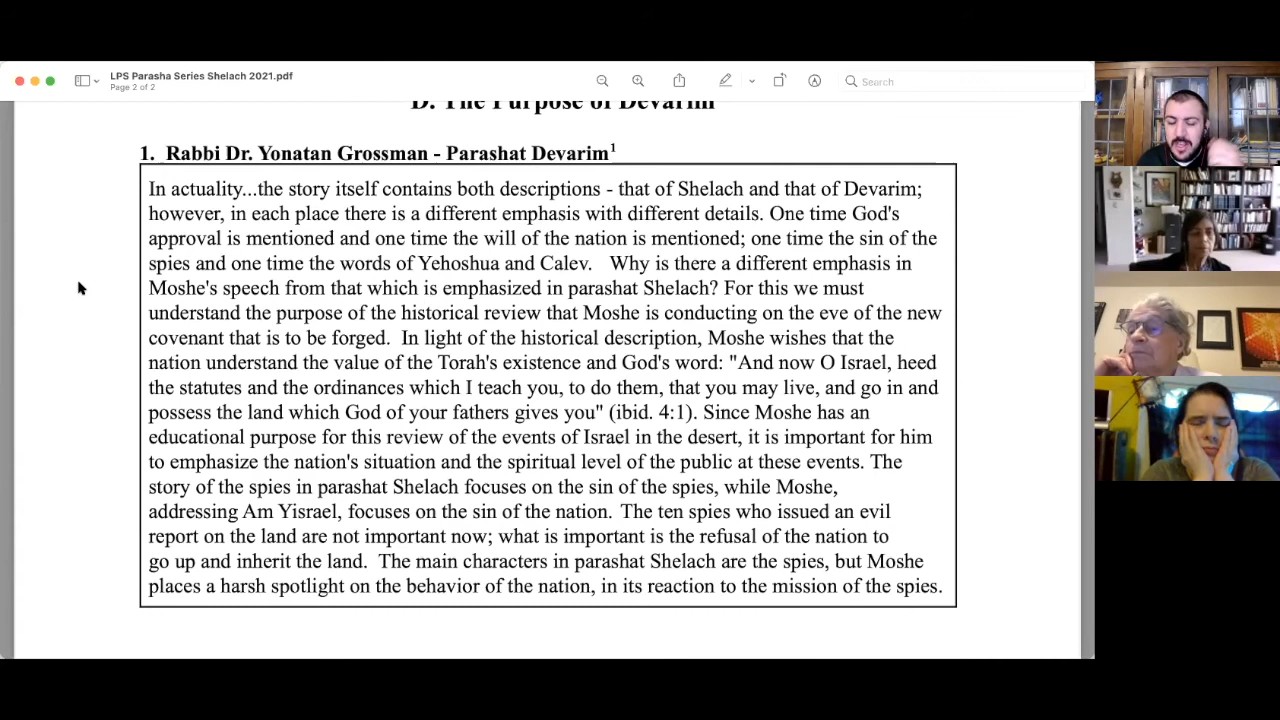 LPS Parasha Series Shelach 2021.pdf
Page 2 of 2
Search
D. The Purpose of Devarim
1. Rabbi Dr. Yonatan Grossman - Parashat Devarim1
In actuality...the story itself contains both descriptions - that of Shelach and that of Devarim;
however, in each place there is a different emphasis with different details. One time God's
approval is mentioned and one time the will of the nation is mentioned; one time the sin of the
spies and one time the words of Yehoshua and Calev. Why is there a different emphasis in
Moshe's speech from that which is emphasized in parashat Shelach? For this we must
understand the purpose of the historical review that Moshe is conducting on the eve of the new
covenant that is to be forged. In light of the historical description, Moshe wishes that the
nation understand the value of the Torah's existence and God's word: "And now O Israel, heed
the statutes and the ordinances which I teach you, to do them, that you may live, and go in and
possess the land which God of your fathers gives you" (ibid. 4:1). Since Moshe has an
educational purpose for this review of the events of Israel in the desert, it is important for him
to emphasize the nation's situation and the spiritual level of the public at these events. The
story of the spies in parashat Shelach focuses on the sin of the spies, while Moshe,
addressing Am Yisrael, focuses on the sin of the nation. The ten spies who issued an evil
report on the land are not important now; what is important is the refusal of the nation to
go up and inherit the land. The main characters in parashat Shelach are the spies, but Moshe
places a harsh spotlight on the behavior of the nation, in its reaction to the mission of the spies.